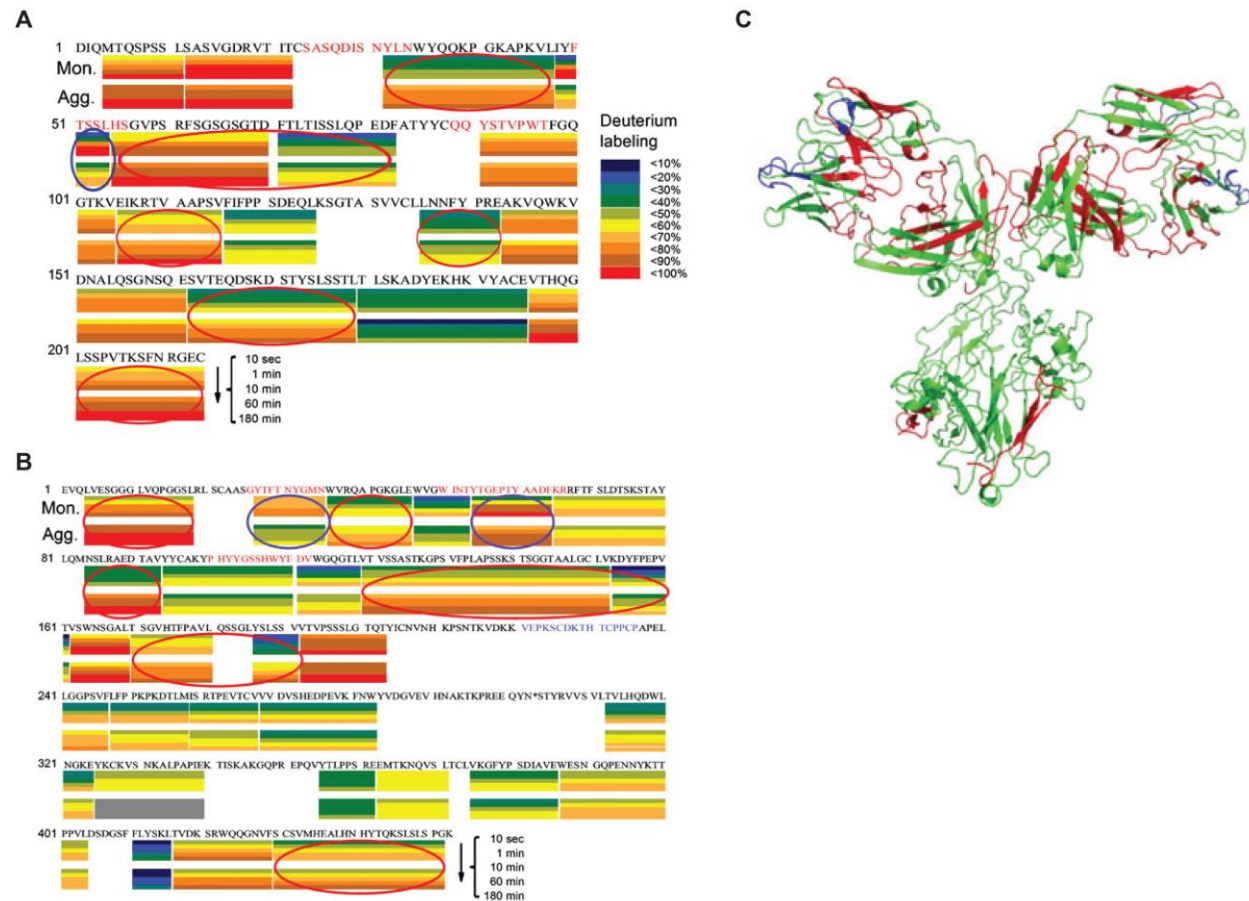 A
1 DIQMTQSPSS LSASVGDRVT ITCSASQDIS NYLNWYQQKP GKAPKVLIYF
Mon.
Agg.
51 TSSLHSGVPS RFSGSGSGTD FTLTISSLQP EDFATYYCQQ YSTVPWTFGQ
101 GTKVEIKRTV AAPSVFIFPP SDEQLKSGTA SVVCLLNNFY PREAKVQWKV
151 DNALQSGNSQ ESVTEQDSKD STYSLSSTLT LSKADYEKHK VYACEVTHQG
201 LSSPVTKSFN RGEC
10 sec
1 min
10 min
60 min
180 min
Deuterium
labeling
<10%
<20%
<30%
<40%
<50%
<60%
<70%
<80%
<90%
<100%
B
1 EVQLVESGGG LVQPGGSLRL SCAASGYTFT NYGMNWVRQA PGKGLEWVGW INTYTGEPTY AADFKRRFTF SLDTSKSTAY
Mon.
Agg.
81 LQMNSLRAED TAVYYCAKYP HYYGSSHWYF DVWGQGTLVT VSSASTKGPS VFPLAPSSKS TSGGTAALGC LVKDYFPEPV
161 TVSWNSGALT SGVHTFPAVL QSSGLYSLSS VVTVPSSSLG TQTYICNVNH KPSNTKVDKK VEPKSCDKTH TCPPCPAPEL
241 LGGPSVFLFP PKPKDTLMIS RTPEVTCVVV DVSHEDPEVK FNWYVDGVEV HNAKTKPREE QYN*STYRVVS VLTVLHQDWL
321 NGKEYKCKVS NKALPAPIEK TISKAKGQPR EPQVYTLPPS REEMTKNQVS LTCLVKGFYP SDIAVEWESN GQPENNYKTT
401 PPVLDSDGSF FLYSKLTVDK SRWQQGNVFS CSVMHEALHN HYTQKSLSLS PGK
10 sec
1 min
10 min
60 min
180 min
C